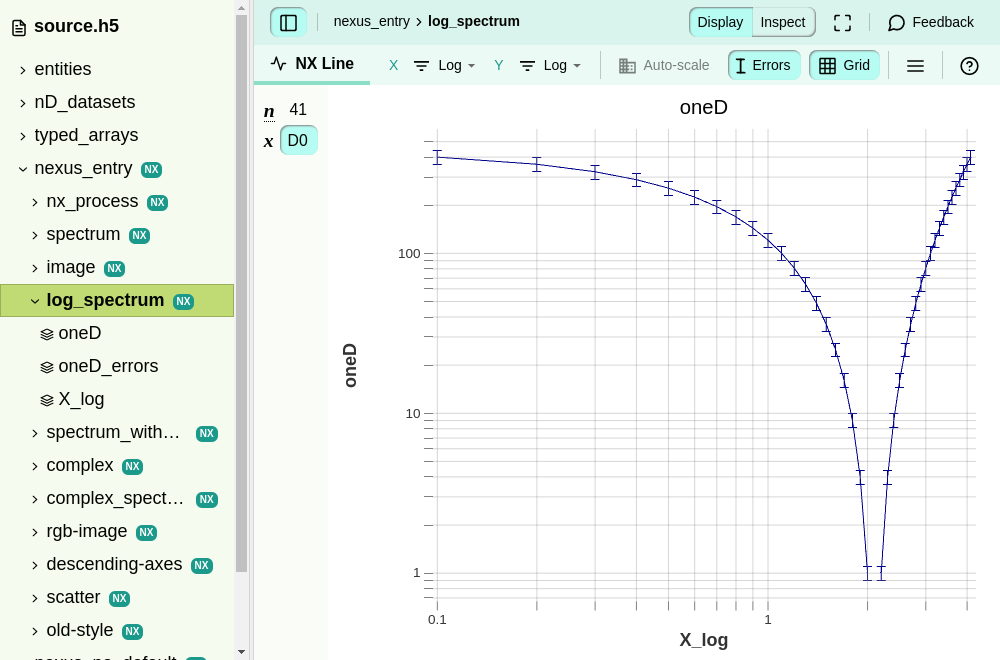 source.h5
entities
nD_datasets
typed_arrays
nexus_entry NX
nx_process NX
spectrum NX
image NX
log_spectrum NX
oneD
oneD_errors
X_log
spectrum_with… NX
complex NX
complex_spect… NX
rgb-image NX
descending-axes NX
scatter NX
old-style NX
nexus_entry › log_spectrum
Display Inspect Feedback
NX Line X Log Y Log Auto-scale Errors Grid
n 41
x D0
oneD
oneD
100
10
1
0.1 1
X_log